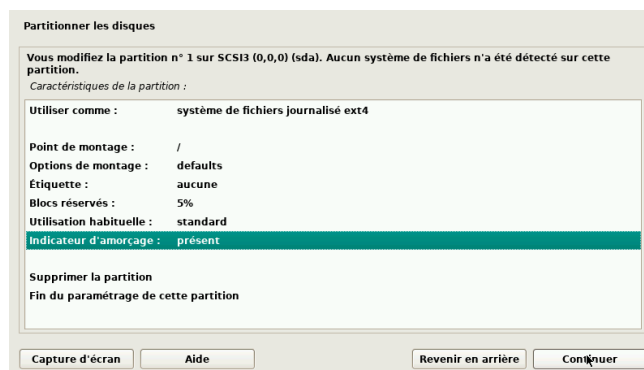 Partitionner les disques
Vous modifiez la partition n° 1 sur SCSI3 (0,0,0) (sda). Aucun système de fichiers n'a été détecté sur cette
partition.
Caractéristiques de la partition :
Utiliser comme : système de fichiers journalisé ext4
Point de montage : /
Options de montage : defaults
Étiquette : aucune
Blocs réservés : 5%
Utilisation habituelle : standard
Indicateur d'amorçage : présent
Supprimer la partition
Fin du paramétrage de cette partition
Capture d'écran Aide Revenir en arrière Continuer